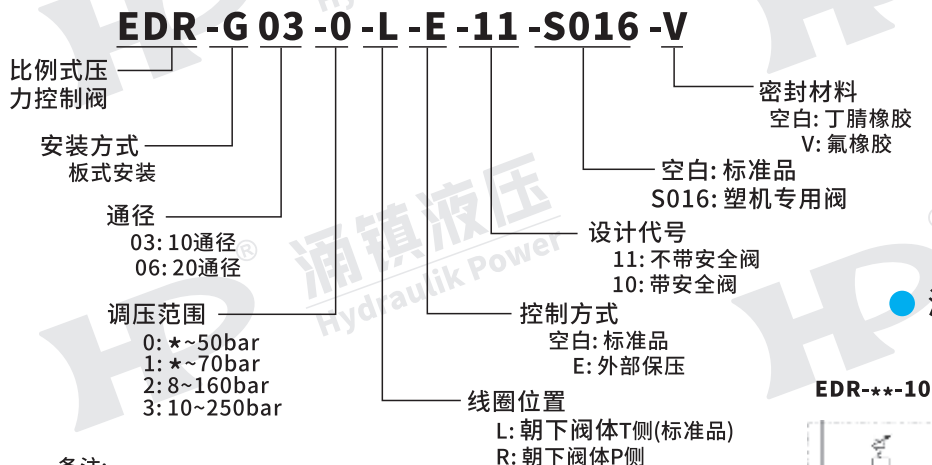 EDR -G 03 -0 -L -E -11 -S016 -V
比例式压
力控制阀
安装方式
板式安装
通径
03: 10通径
06: 20通径
调压范围
0: ★~50bar
1: ★~70bar
2: 8~160bar
3: 10~250bar
密封材料
空白: 丁腈橡胶
V: 氟橡胶
空白: 标准品
S016: 塑机专用阀
设计代号
11: 不带安全阀
10: 带安全阀
控制方式
空白: 标准品
E: 外部保压
线圈位置
L: 朝下阀体T侧(标准品)
R: 朝下阀体P侧
EDR-★★-10
涌镇液压
Hydraulik Power
®
备注: